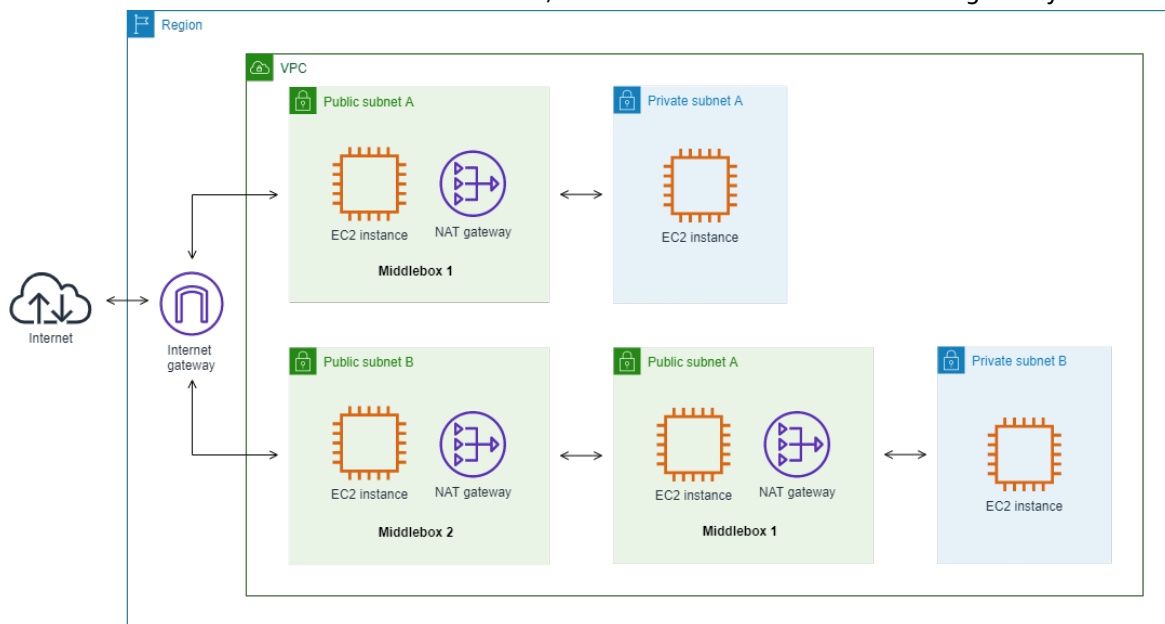 Region
VPC
Public subnet A
Private subnet A
EC2 instance
NAT gateway
EC2 instance
Middlebox 1
Internet
Internet
gateway
Public subnet B
Public subnet A
Private subnet B
EC2 instance
NAT gateway
EC2 instance
NAT gateway
EC2 instance
Middlebox 2
Middlebox 1